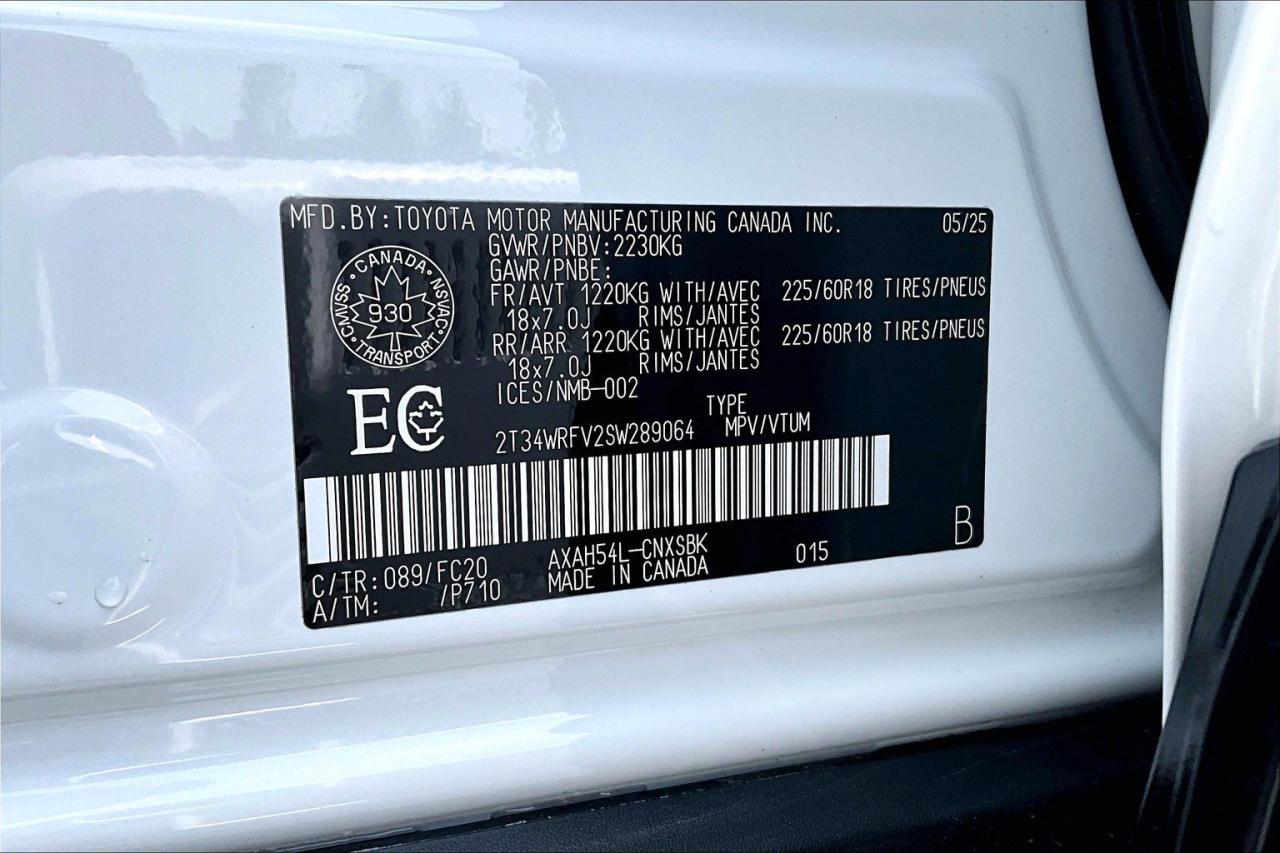 MFD.BY:TOYOTA MOTOR MANUFACTURING CANADA INC. 05/25
GVWR/PNBV:2230KG
GAWR/PNBE:
FR/AVT 1220KG WITH/AVEC 225/60R18 TIRES/PNEUS
18x7.0J RIMS/JANTES
RR/ARR 1220KG WITH/AVEC 225/60R18 TIRES/PNEUS
18x7.0J RIMS/JANTES
ICES/NMB-002
CANADA
CMVSS 930 NSVAC
TRANSPORT
EC
TYPE
2T34WRFV2SW289064 MPV/VTUM
B
C/TR:089/FC20 AXAH54L-CNXSBK 015
A/TM: /P710 MADE IN CANADA